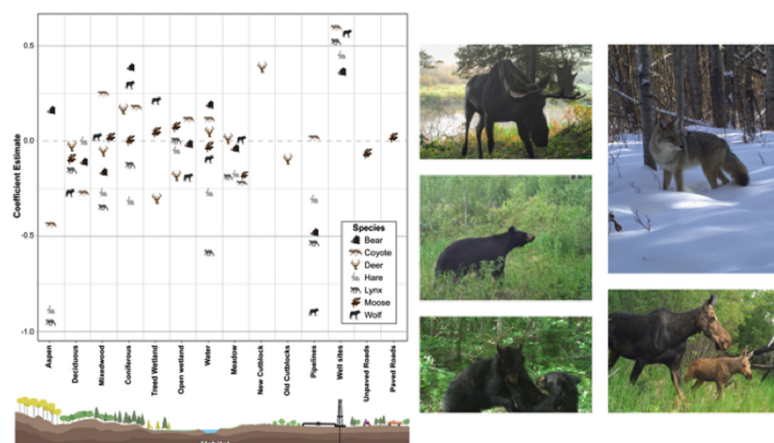 0.5
0.0
-0.5
-1.0
Coefficient Estimate
Species
Bear
Coyote
Deer
Hare
Lynx
Moose
Wolf
Aspen
Deciduous
Mixedwood
Coniferous
Treed Wetland
Open wetland
Water
Meadow
New Cutblock
Old Cutblocks
Pipelines
Well sites
Unpaved Roads
Paved Roads
Habitat